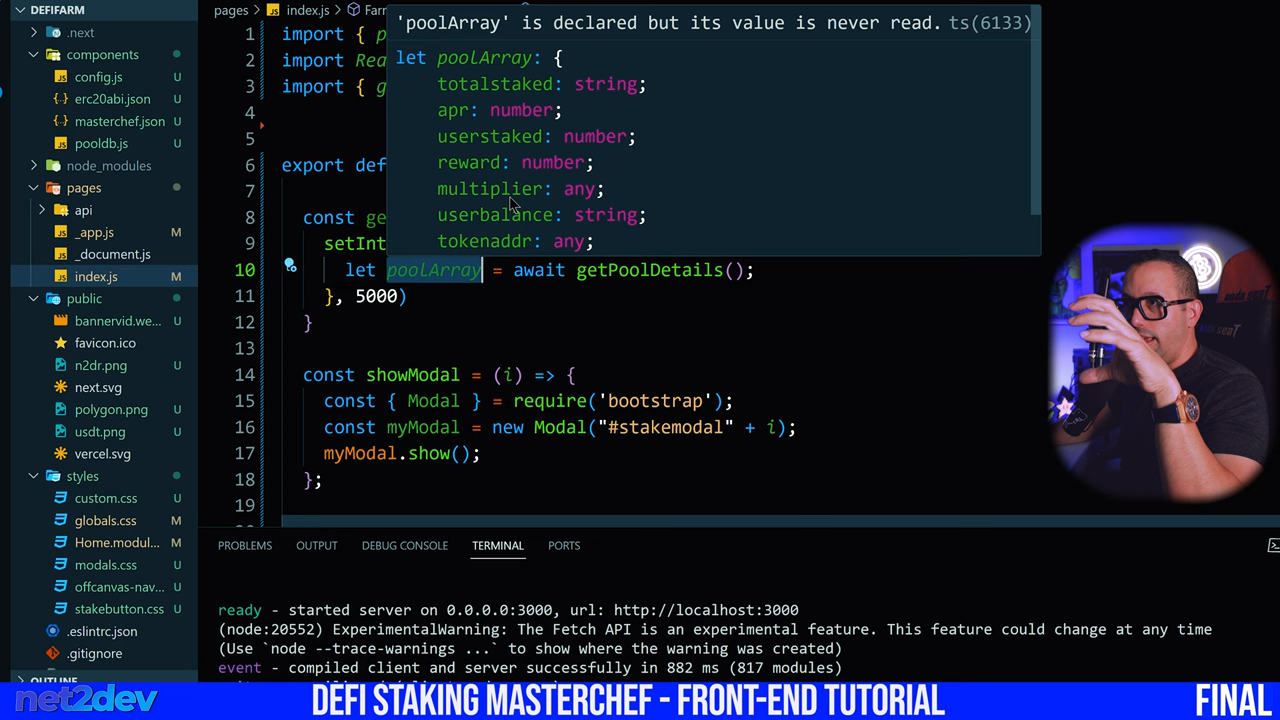 DEFIFARM
.next
components
config.js U
erc20abi.json U
masterchef.json U
pooldb.js U
node_modules
pages
api
_app.js M
_document.js
index.js M
public
bannervid.we... U
favicon.ico
n2dr.png U
next.svg
polygon.png U
usdt.png U
vercel.svg
styles
custom.css U
globals.css M
Home.modul... M
modals.css U
offcanvas-nav... U
stakebutton.css U
.eslintrc.json
.gitignore
OUTLINE
pages > index.js > Farm
1 import { p
2 import Rea
3 import { g
4
5
6 export def
7
8 const ge
9 setInt
10 let poolArray = await getPoolDetails();
11 }, 5000)
12 }
13
14 const showModal = (i) => {
15 const { Modal } = require('bootstrap');
16 const myModal = new Modal("#stakemodal" + i);
17 myModal.show();
18 };
19
'poolArray' is declared but its value is never read. ts(6133)
let poolArray: {
totalstaked: string;
apr: number;
userstaked: number;
reward: number;
multiplier: any;
userbalance: string;
tokenaddr: any;
PROBLEMS OUTPUT DEBUG CONSOLE TERMINAL PORTS
ready - started server on 0.0.0.0:3000, url: http://localhost:3000
(node:20552) ExperimentalWarning: The Fetch API is an experimental feature. This feature could change at any time
(Use `node --trace-warnings ...` to show where the warning was created)
event - compiled client and server successfully in 882 ms (817 modules)
net2dev DEFI STAKING MASTERCHEF - FRONT-END TUTORIAL FINAL